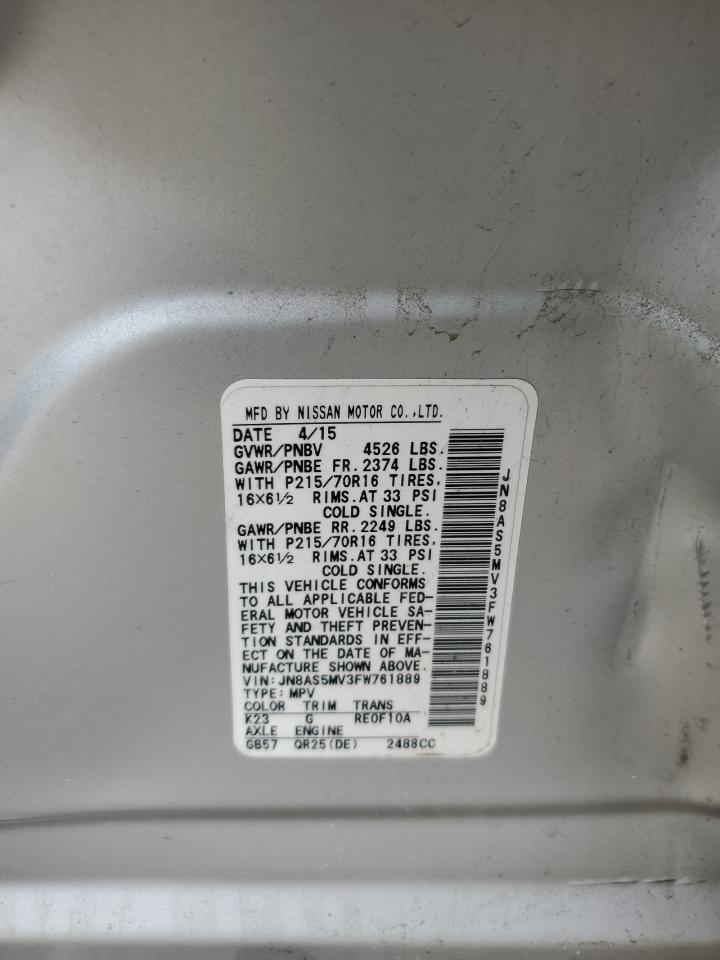 MFD BY NISSAN MOTOR CO.,LTD.
DATE 4/15
GVWR/PNBV 4526 LBS.
GAWR/PNBE FR. 2374 LBS.
WITH P215/70R16 TIRES,
16×6½ RIMS.AT 33 PSI
COLD SINGLE.
GAWR/PNBE RR. 2249 LBS.
WITH P215/70R16 TIRES,
16×6½ RIMS.AT 33 PSI
COLD SINGLE.
THIS VEHICLE CONFORMS
TO ALL APPLICABLE FED-
ERAL MOTOR VEHICLE SA-
FETY AND THEFT PREVEN-
TION STANDARDS IN EFF-
ECT ON THE DATE OF MA-
NUFACTURE SHOWN ABOVE.
VIN: JN8AS5MV3FW761889
TYPE: MPV
COLOR TRIM TRANS
K23 G RE0F10A
AXLE ENGINE
GB57 QR25(DE) 2488CC
JN8AS5MV3FW761889